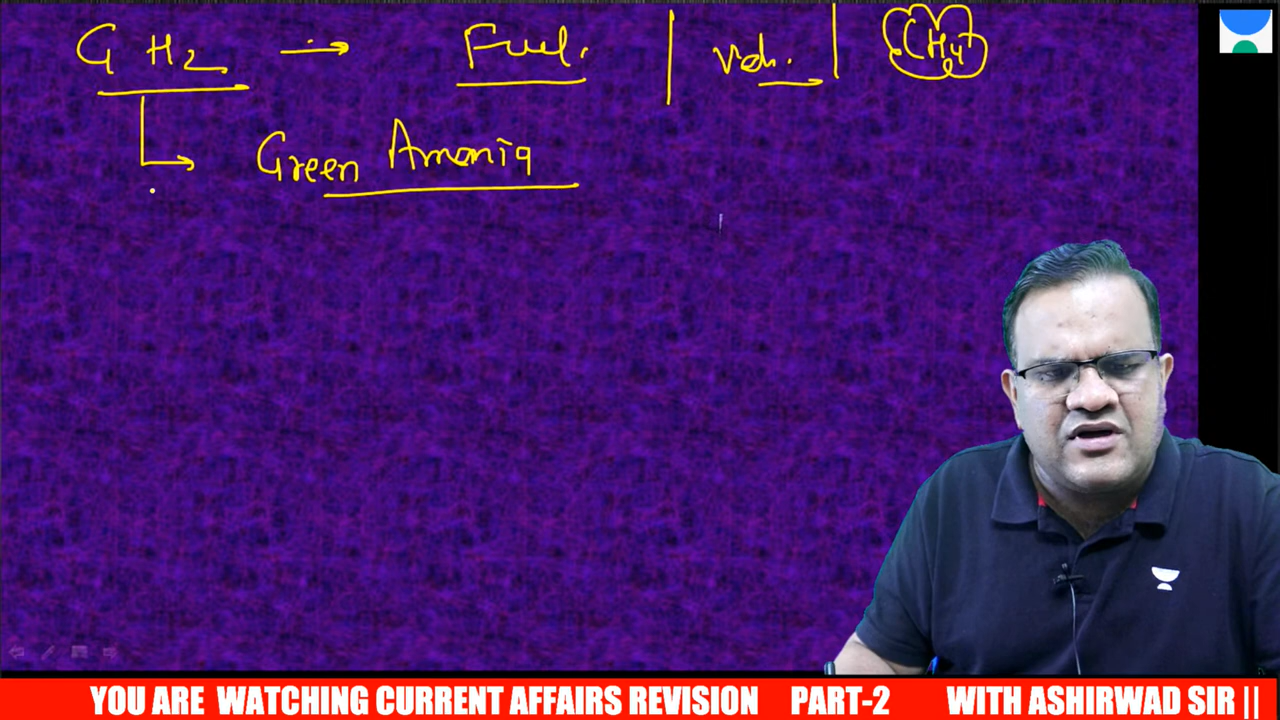 G H2 → Fuel. | Veh. | CH4
Green Amonia
YOU ARE WATCHING CURRENT AFFAIRS REVISION PART-2 WITH ASHIRWAD SIR ||